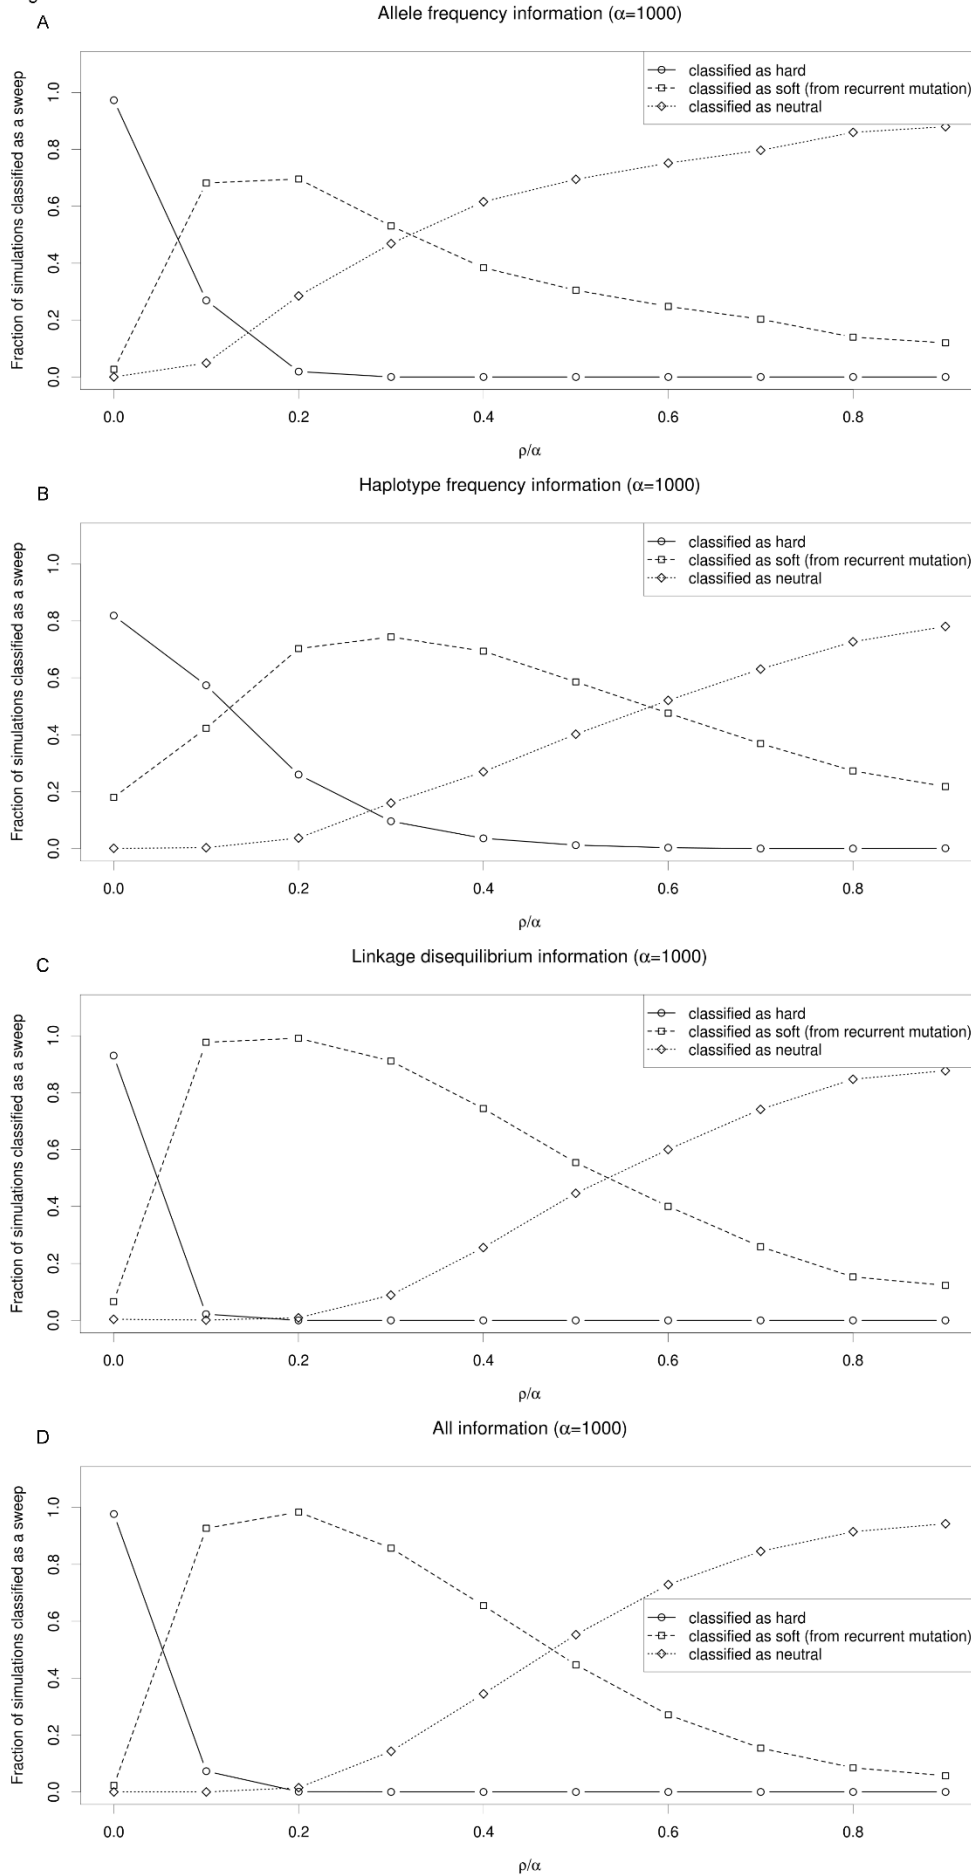 A
Allele frequency information (α=1000)
Fraction of simulations classified as a sweep
1.0
0.8
0.6
0.4
0.2
0.0
classified as hard
classified as soft (from recurrent mutation)
classified as neutral
0.0 0.2 0.4 0.6 0.8
ρ/α
B
Haplotype frequency information (α=1000)
Fraction of simulations classified as a sweep
1.0
0.8
0.6
0.4
0.2
0.0
classified as hard
classified as soft (from recurrent mutation)
classified as neutral
0.0 0.2 0.4 0.6 0.8
ρ/α
C
Linkage disequilibrium information (α=1000)
Fraction of simulations classified as a sweep
1.0
0.8
0.6
0.4
0.2
0.0
classified as hard
classified as soft (from recurrent mutation)
classified as neutral
0.0 0.2 0.4 0.6 0.8
ρ/α
D
All information (α=1000)
Fraction of simulations classified as a sweep
1.0
0.8
0.6
0.4
0.2
0.0
classified as hard
classified as soft (from recurrent mutation)
classified as neutral
0.0 0.2 0.4 0.6 0.8
ρ/α